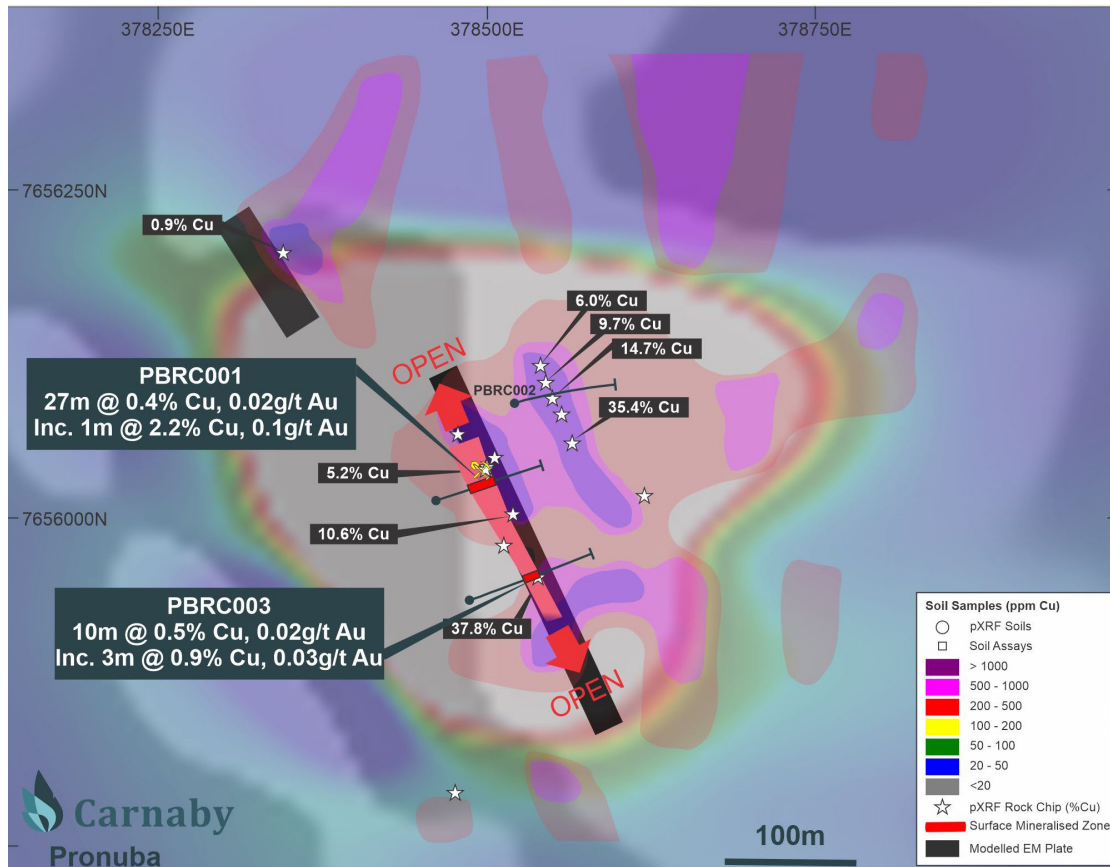 378250E
378500E
378750E
7656250N
0.9% Cu
6.0% Cu
9.7% Cu
14.7% Cu
OPEN
PBRC002
PBRC001
27m @ 0.4% Cu, 0.02g/t Au
Inc. 1m @ 2.2% Cu, 0.1g/t Au
35.4% Cu
5.2% Cu
7656000N
10.6% Cu
PBRC003
10m @ 0.5% Cu, 0.02g/t Au
Inc. 3m @ 0.9% Cu, 0.03g/t Au
37.8% Cu
OPEN
Soil Samples (ppm Cu)
pXRF Soils
Soil Assays
> 1000
500 - 1000
200 - 500
100 - 200
50 - 100
20 - 50
<20
pXRF Rock Chip (%Cu)
Surface Mineralised Zone
Modelled EM Plate
Carnaby
Pronuba
100m